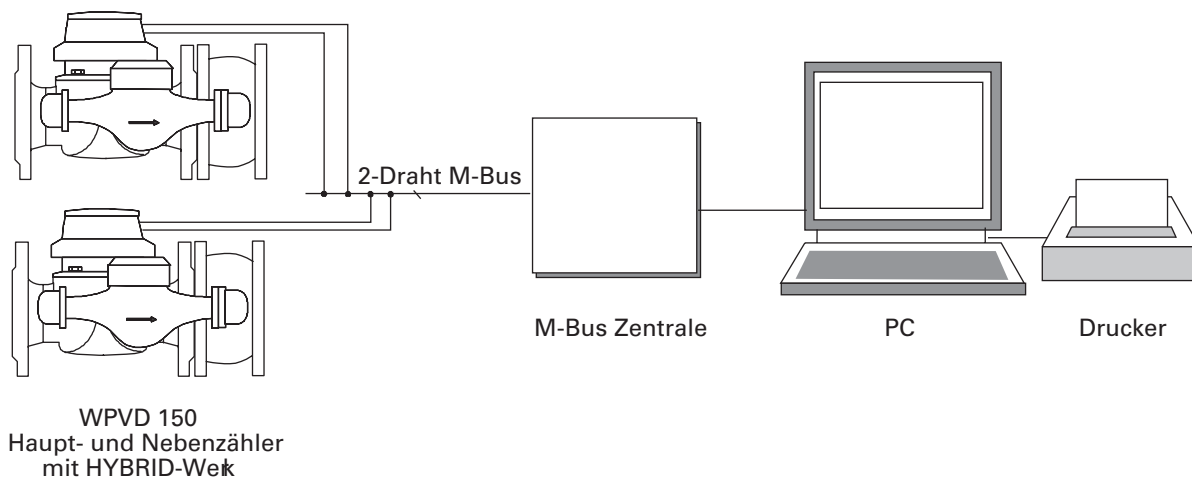 2-Draht M-Bus
M-Bus Zentrale
PC
Drucker
WPVD 150
Haupt- und Nebenzähler
mit HYBRID-Werk